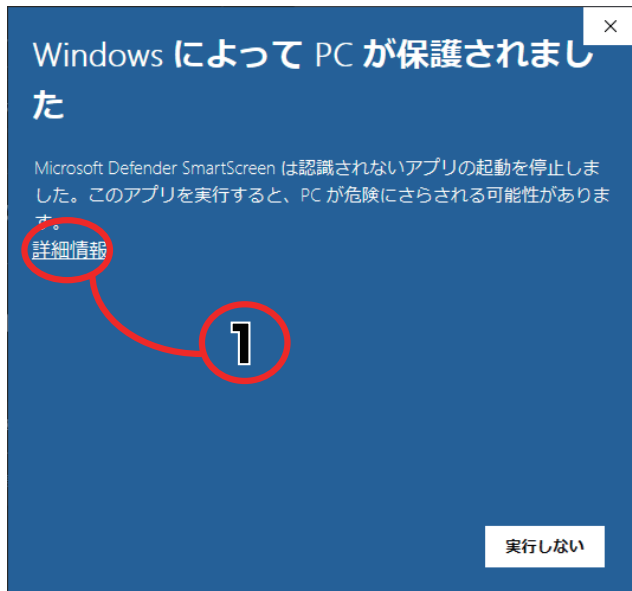 Windows によって PC が保護されまし
た
Microsoft Defender SmartScreen は認識されないアプリの起動を停止しま
した。このアプリを実行すると、PC が危険にさらされる可能性がありま
す。
詳細情報
1
実行しない